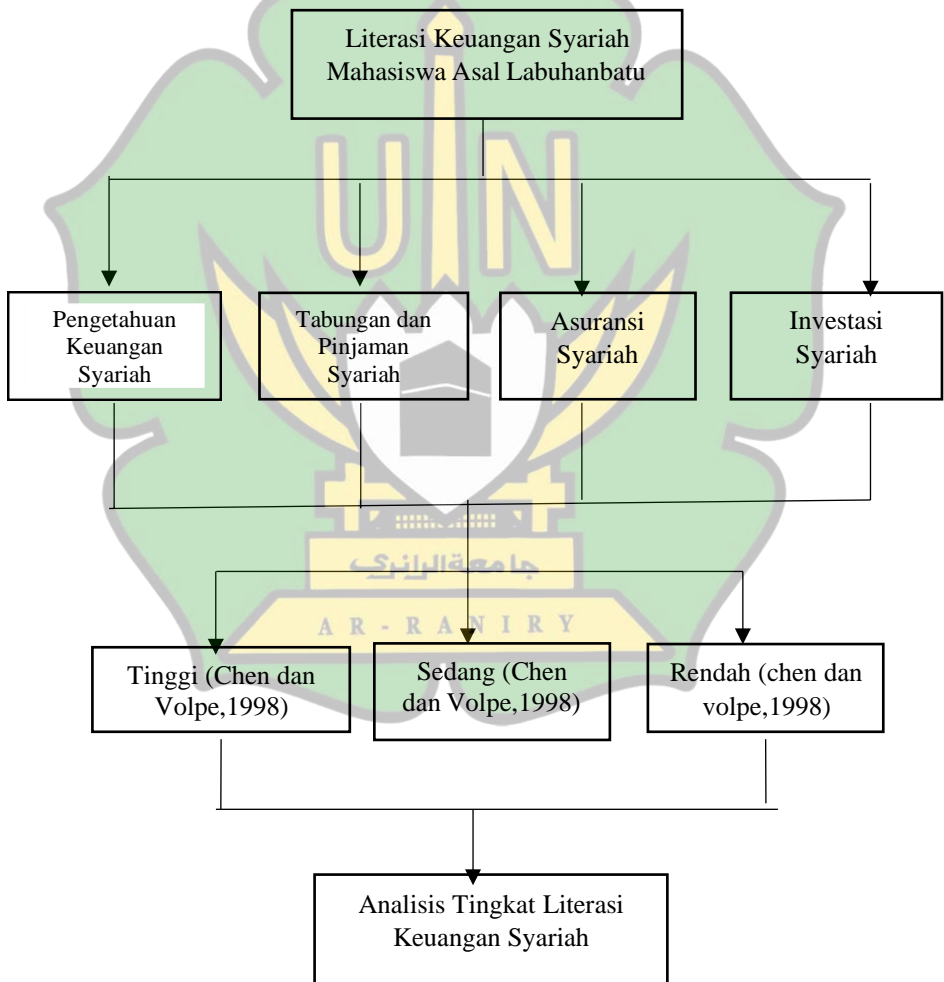 Literasi Keuangan Syariah
Mahasiswa Asal Labuhanbatu
UIN
Pengetahuan
Keuangan
Syariah
Tabungan dan
Pinjaman
Syariah
Asuransi
Syariah
Investasi
Syariah
جامعة الرانري
AR-RANIRY
Tinggi (Chen dan
Volpe,1998)
Sedang (Chen
dan Volpe,1998)
Rendah (chen dan
volpe,1998)
Analisis Tingkat Literasi
Keuangan Syariah